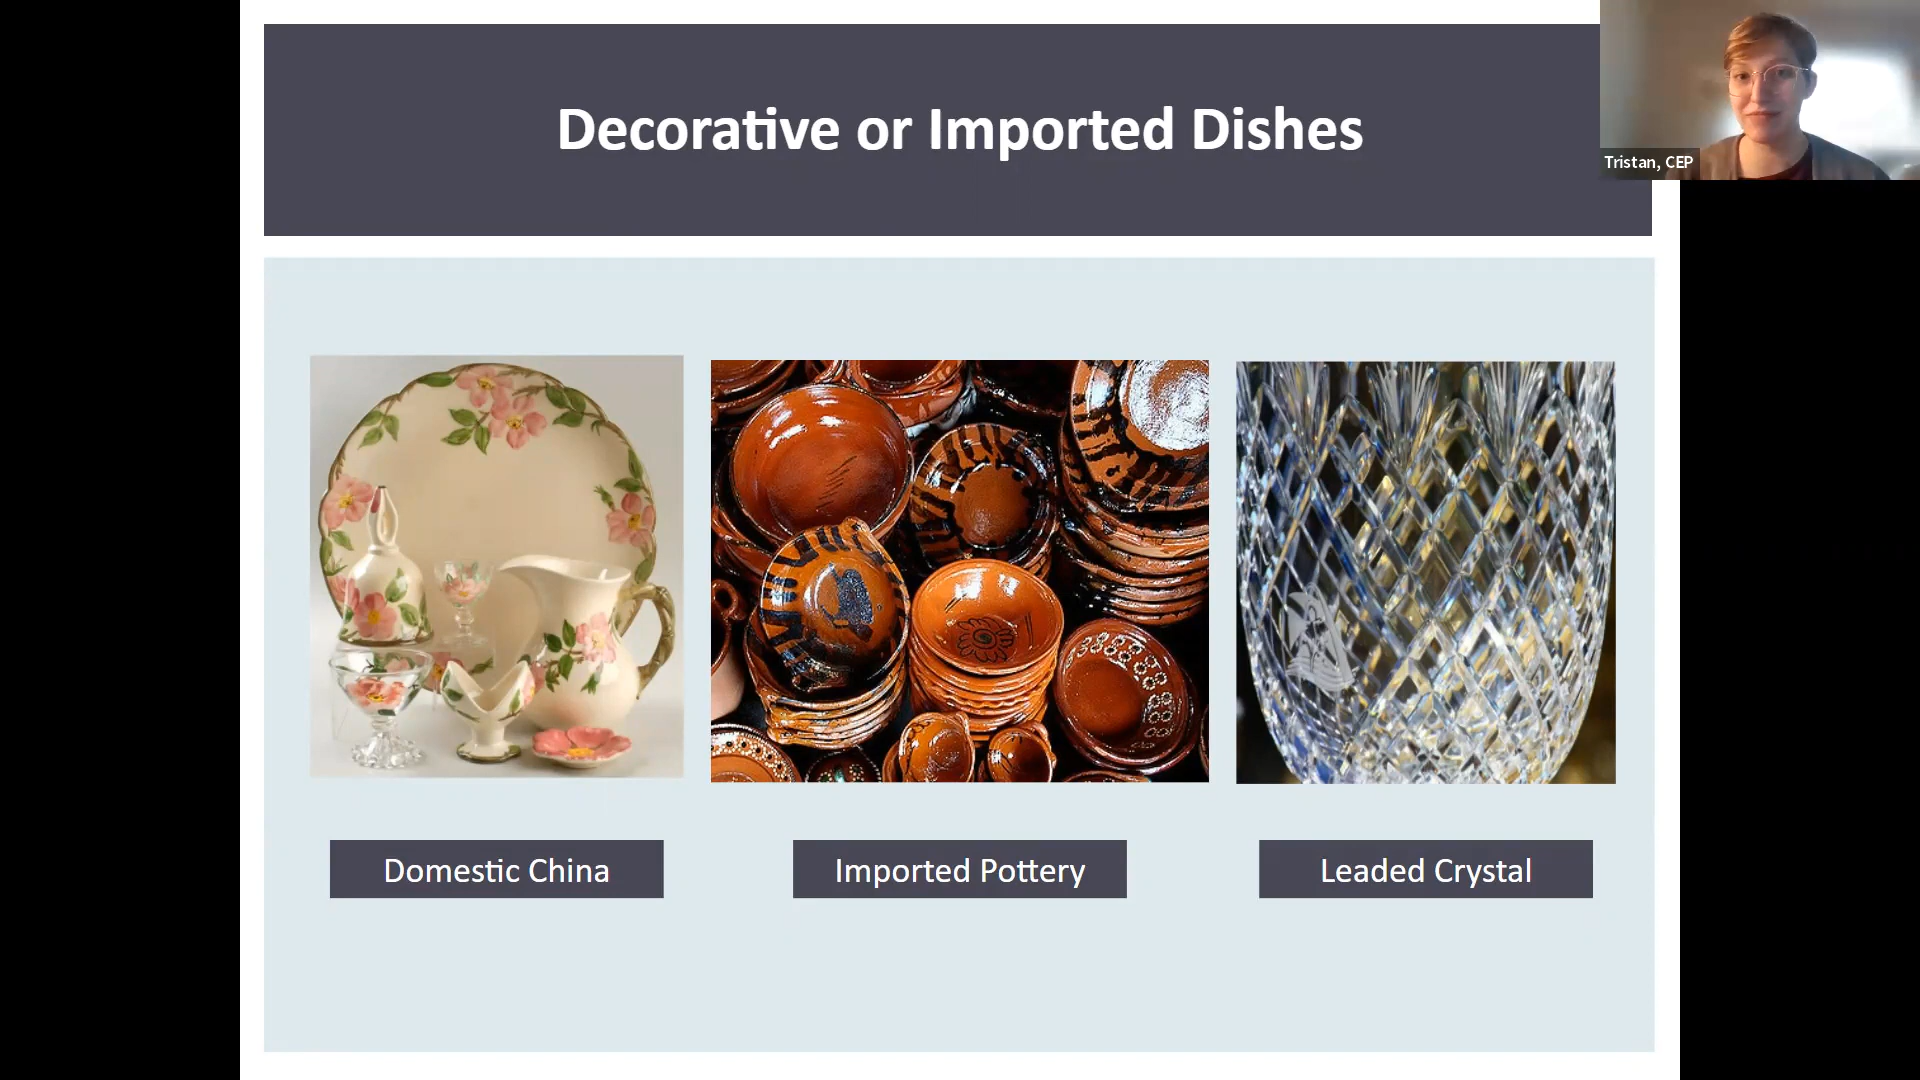 Decorative or Imported Dishes
Tristan, CEP
Domestic China
Imported Pottery
Leaded Crystal